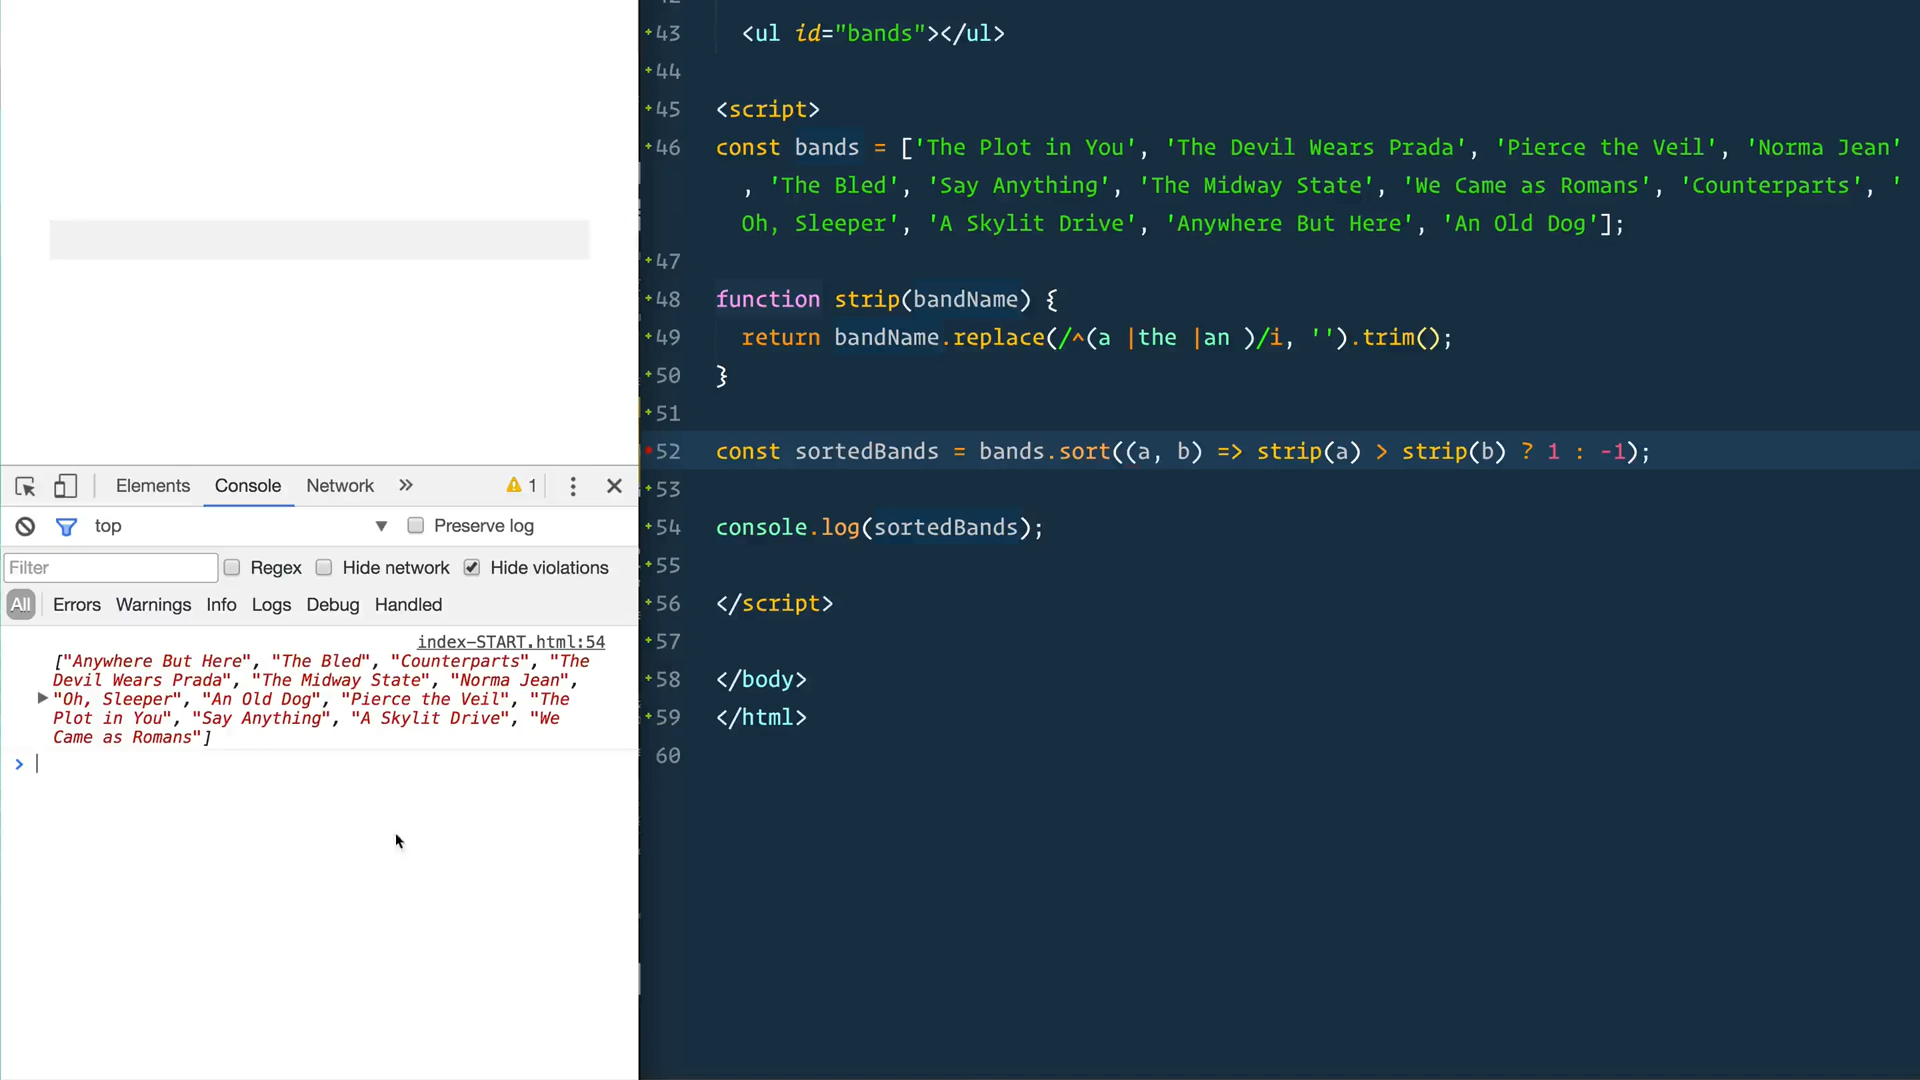 Elements Console Network » 1
top ▼ Preserve log
Filter Regex Hide network Hide violations
All Errors Warnings Info Logs Debug Handled
index-START.html:54
["Anywhere But Here", "The Bled", "Counterparts", "The
Devil Wears Prada", "The Midway State", "Norma Jean",
"Oh, Sleeper", "An Old Dog", "Pierce the Veil", "The
Plot in You", "Say Anything", "A Skylit Drive", "We
Came as Romans"]
>
43 <ul id="bands"></ul>
44
45 <script>
46 const bands = ['The Plot in You', 'The Devil Wears Prada', 'Pierce the Veil', 'Norma Jean'
, 'The Bled', 'Say Anything', 'The Midway State', 'We Came as Romans', 'Counterparts', '
Oh, Sleeper', 'A Skylit Drive', 'Anywhere But Here', 'An Old Dog'];
47
48 function strip(bandName) {
49 return bandName.replace(/^(a |the |an )/i, '').trim();
50 }
51
52 const sortedBands = bands.sort((a, b) => strip(a) > strip(b) ? 1 : -1);
53
54 console.log(sortedBands);
55
56 </script>
57
58 </body>
59 </html>
60